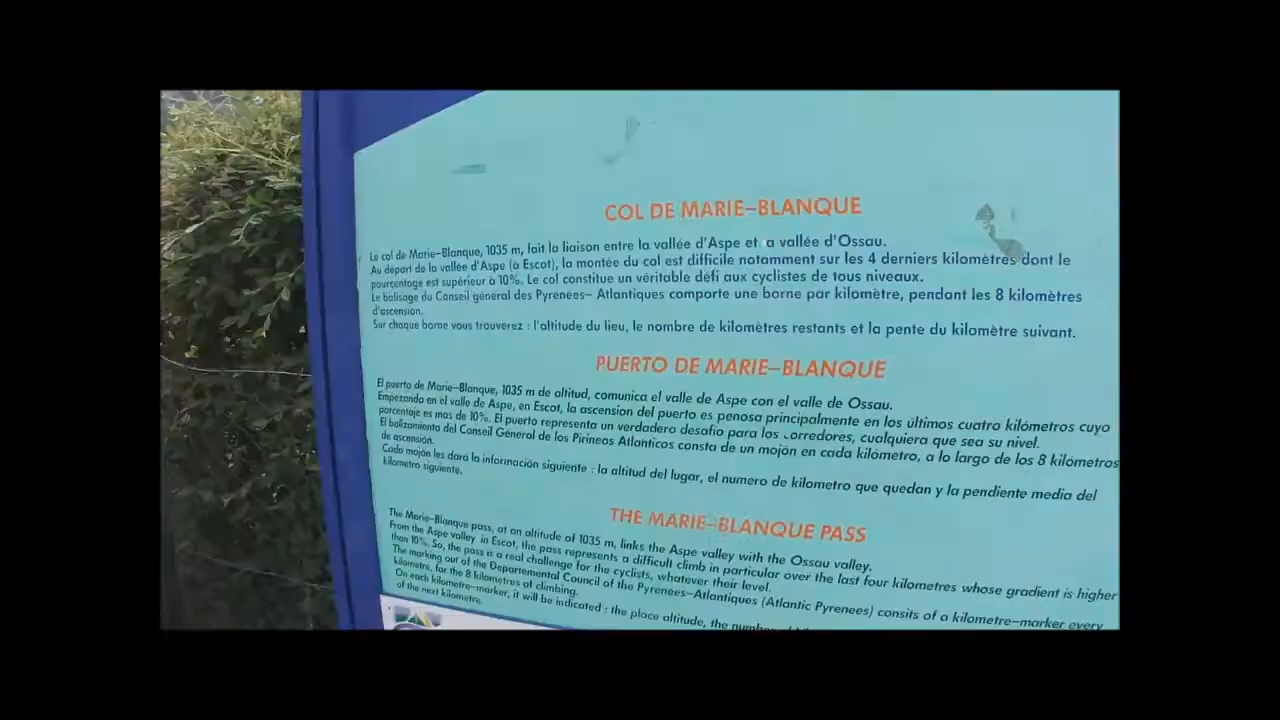 COL DE MARIE–BLANQUE
Le col de Marie–Blanque, 1035 m, fait la liaison entre la vallée d'Aspe et a vallée d'Ossau.
Au départ de la vallée d'Aspe (à Escot), la montée du col est difficile notamment sur les 4 derniers kilomètres dont le
pourcentage est supérieur à 10%. Le col constitue un véritable défi aux cyclistes de tous niveaux.
Le balisage du Conseil général des Pyrenees– Atlantiques comporte une borne par kilomètre, pendant les 8 kilomètres
d'ascension.
Sur chaque borne vous trouverez : l'altitude du lieu, le nombre de kilomètres restants et la pente du kilomètre suivant.
PUERTO DE MARIE–BLANQUE
El puerto de Marie–Blanque, 1035 m de altitud, comunica el valle de Aspe con el valle de Ossau.
Empezando en el valle de Aspe, en Escot, la ascension del puerto es penosa principalmente en los últimos cuatro kilómetros cuyo
porcentaje es mas de 10%. El puerto representa un verdadero desafio para los corredores, cualquiera que sea su nivel.
El balizamiento del Conseil Géneral de los Pirineos Atlanticos consta de un mojón en cada kilometro, a lo largo de los 8 kilometros
de ascensión.
Cada mojón les dara la información siguiente : la altitud del lugar, el numero de kilometro que quedan y la pendiente media del
kilometro siguiente.
THE MARIE–BLANQUE PASS
The Marie–Blanque pass, at an altitude of 1035 m, links the Aspe valley with the Ossau valley.
From the Aspe valley in Escot, the pass represents a difficult climb in particular over the last four kilometres whose gradient is higher
than 10%. So, the pass is a real challenge for the cyclists, whatever their level.
The marking out of the Departemental Council of the Pyrenées–Atlantiques (Atlantic Pyrenees) consits of a kilometre–marker every
kilometre, for the 8 kilometres of climbing.
On each kilometre–marker, it will be indicated : the place altitude, the
of the next kilometre.